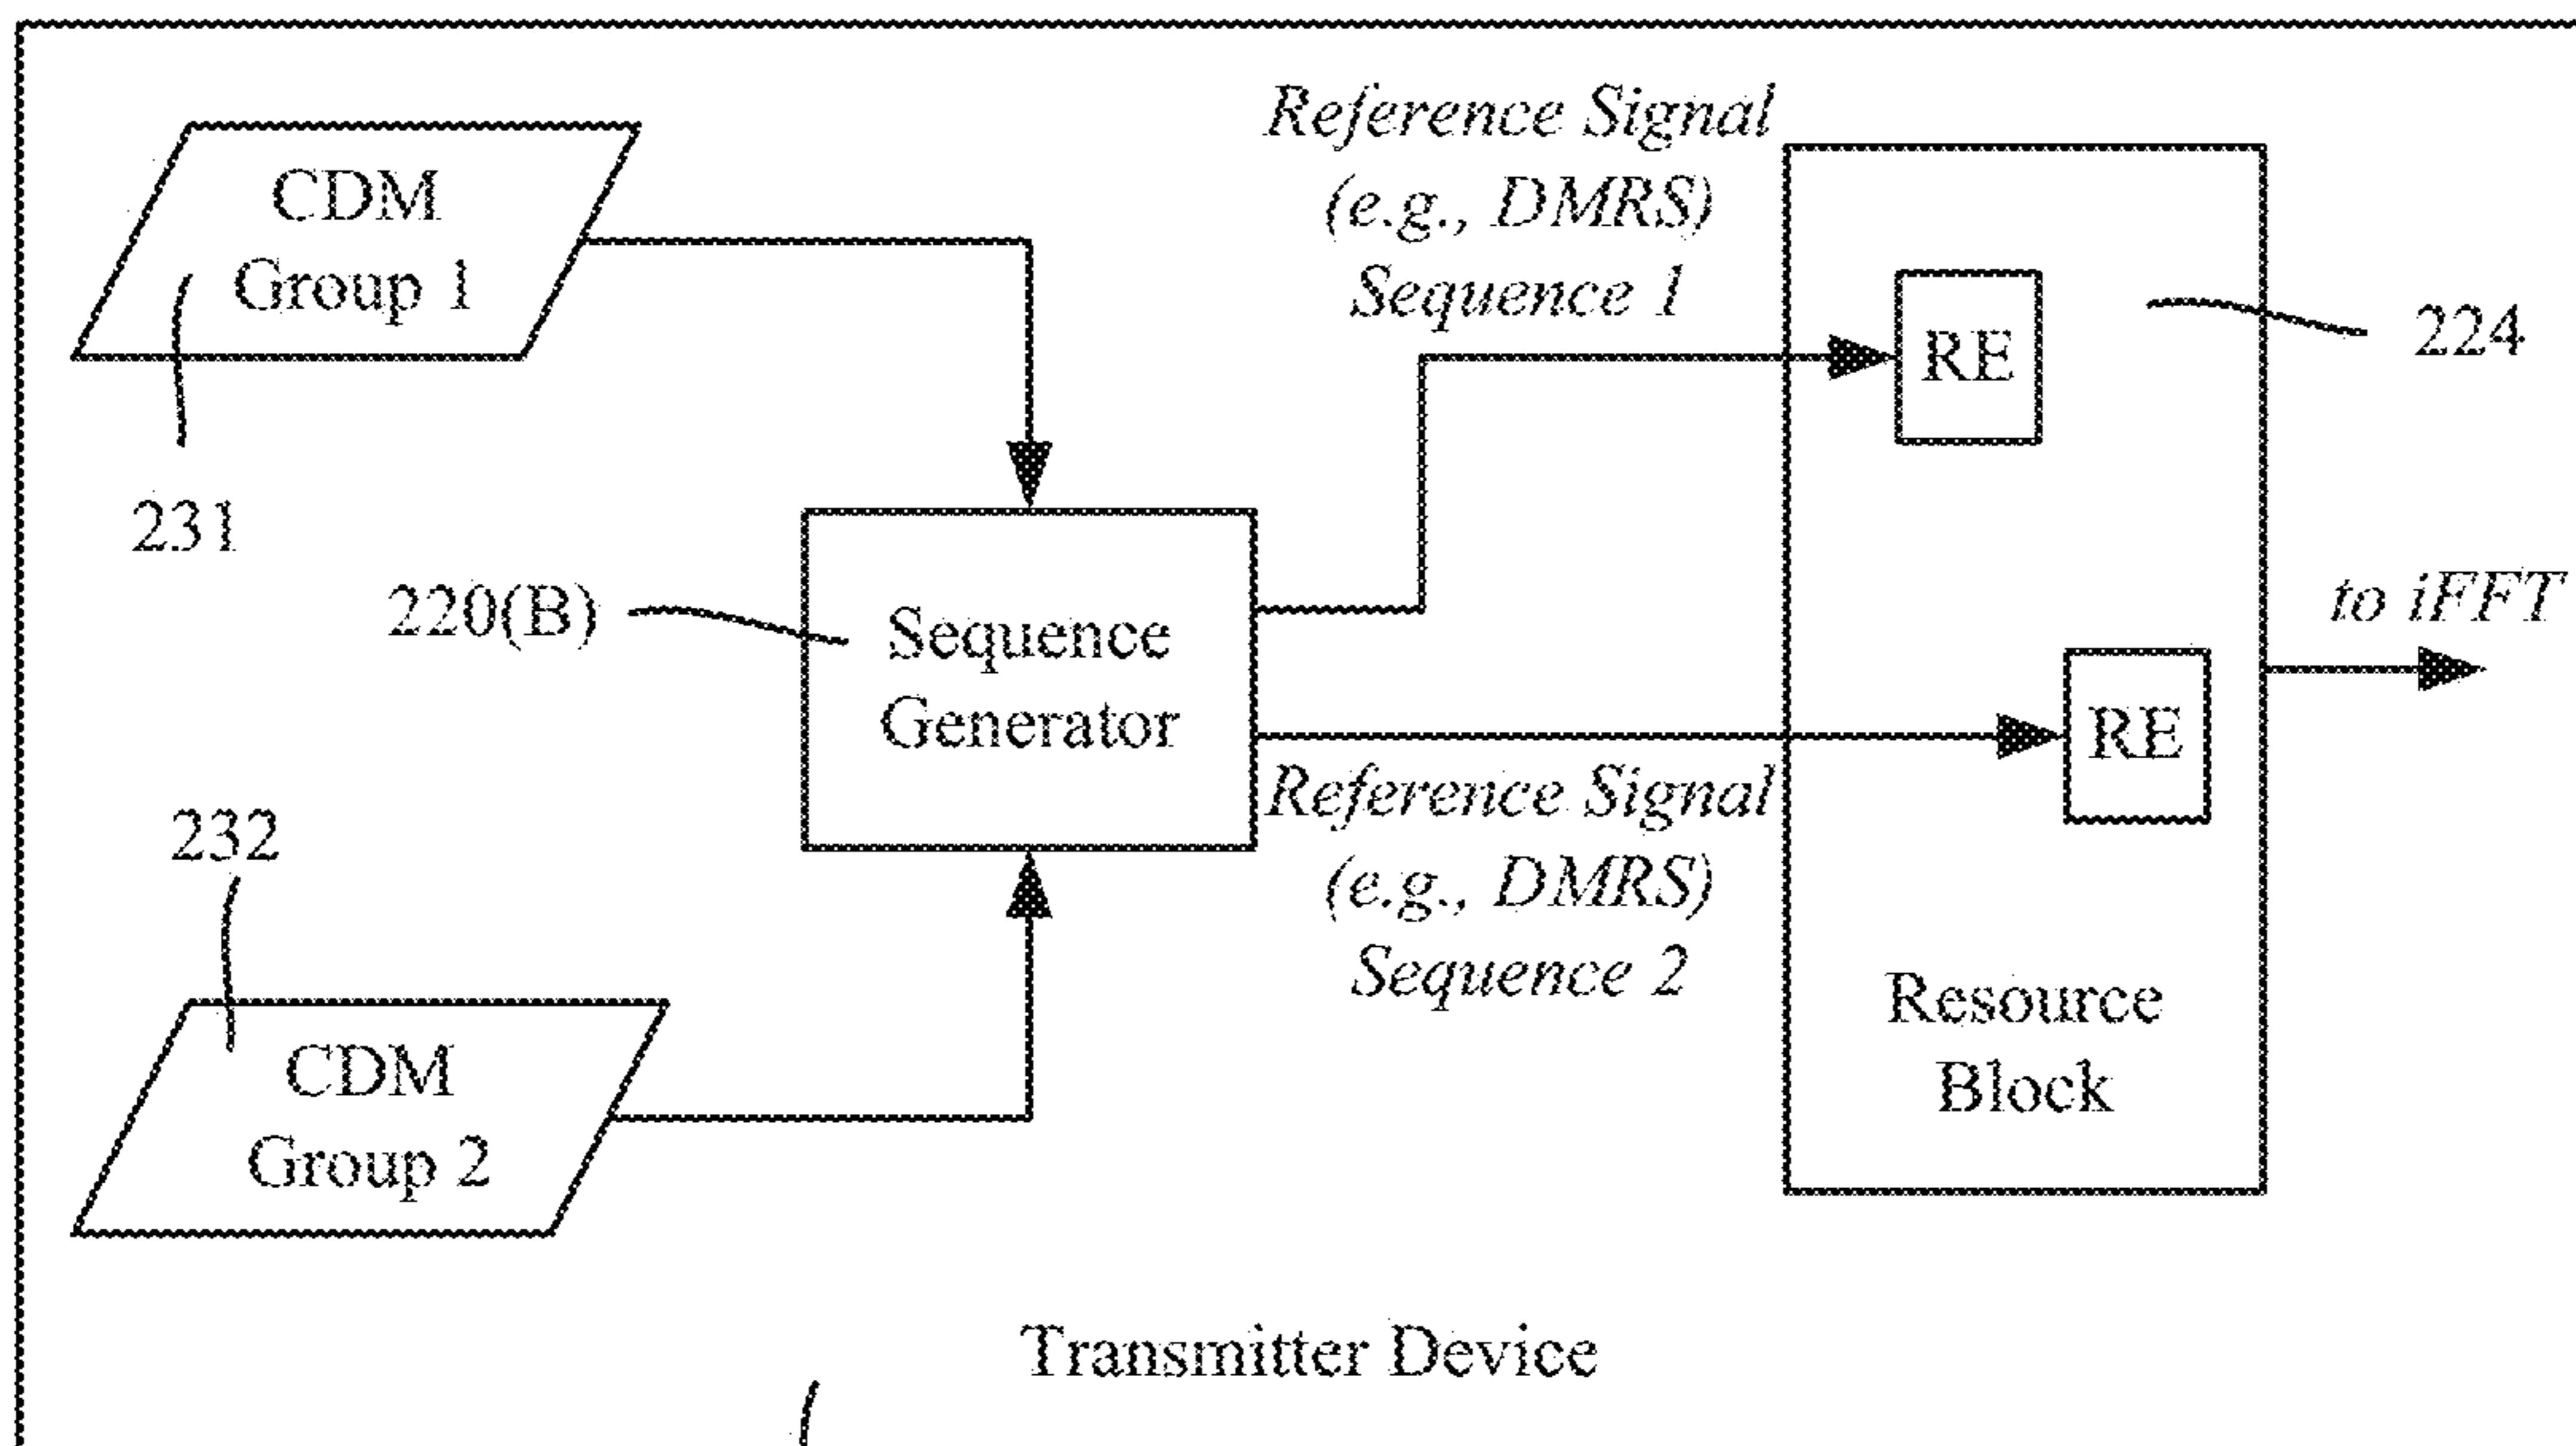 CDM
Group 1
231
220(B)
232
CDM
Group 2
Sequence
Generator
Reference Signal
(e.g., DMRS)
Sequence 1
Reference Signal
(e.g., DMRS)
Sequence 2
RE
224
RE
to iFFT
Resource
Block
Transmitter Device